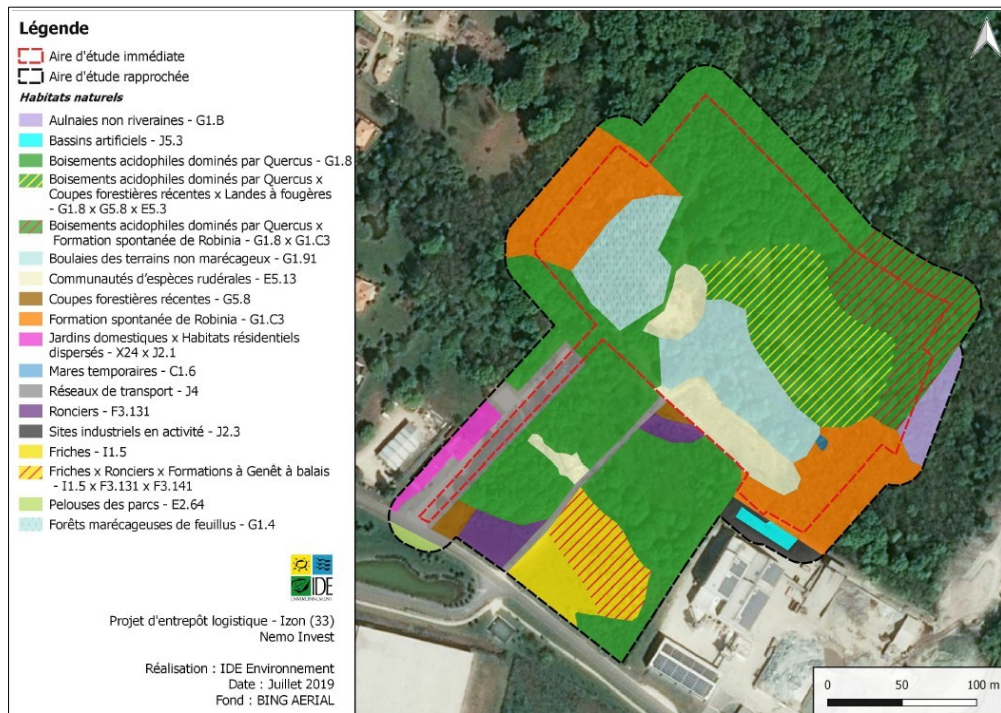 Légende
Aire d'étude immédiate
Aire d'étude rapprochée
Habitats naturels
Aulnaies non riveraines - G1.B
Bassins artificiels - J5.3
Boisements acidophiles dominés par Quercus - G1.8
Boisements acidophiles dominés par Quercus x
Coupes forestières récentes x Landes à fougères
- G1.8 x G5.8 x E5.3
Boisements acidophiles dominés par Quercus x
Formation spontanée de Robinia - G1.8 x G1.C3
Boulaies des terrains non marécageux - G1.91
Communautés d'espèces rudérales - E5.13
Coupes forestières récentes - G5.8
Formation spontanée de Robinia - G1.C3
Jardins domestiques x Habitats résidentiels
dispersés - X24 x J2.1
Mares temporaires - C1.6
Réseaux de transport - J4
Ronciers - F3.131
Sites industriels en activité - J2.3
Friches - I1.5
Friches x Ronciers x Formations à Genêt à balais
- I1.5 x F3.131 x F3.141
Pelouses des parcs - E2.64
Forêts marécageuses de feuillus - G1.4
IDE
ENVIRONNEMENT
Projet d'entrepôt logistique - Izon (33)
Nemo Invest
Réalisation : IDE Environnement
Date : Juillet 2019
Fond : BING AERIAL
0 50 100 m